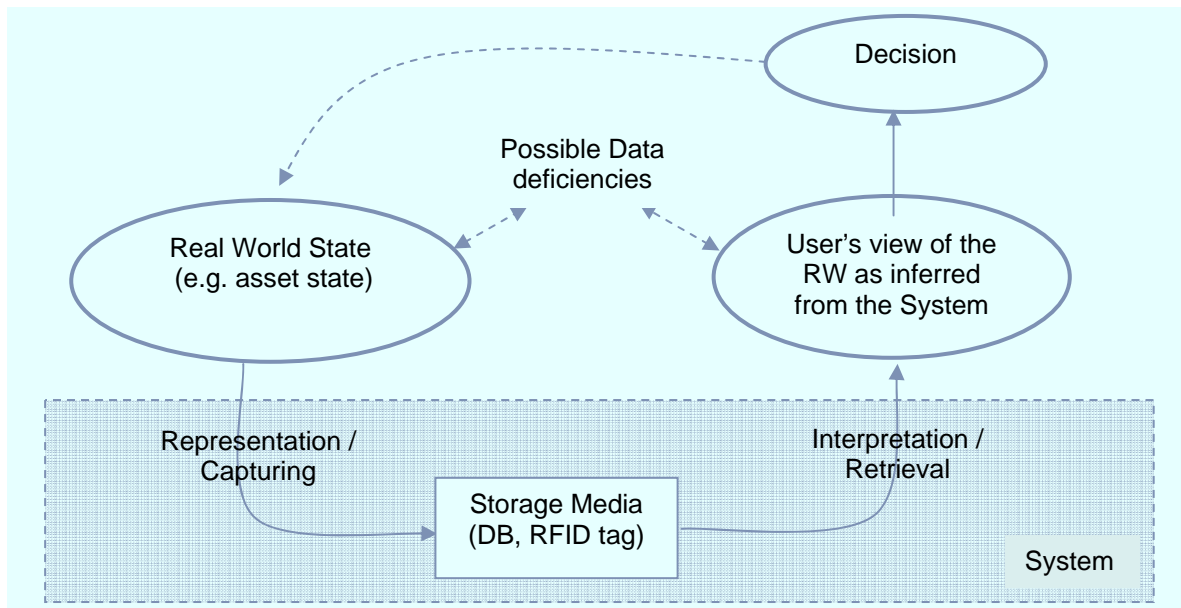 Decision
Possible Data
deficiencies
Real World State
(e.g. asset state)
User's view of the
RW as inferred
from the System
Representation /
Capturing
Interpretation /
Retrieval
Storage Media
(DB, RFID tag)
System